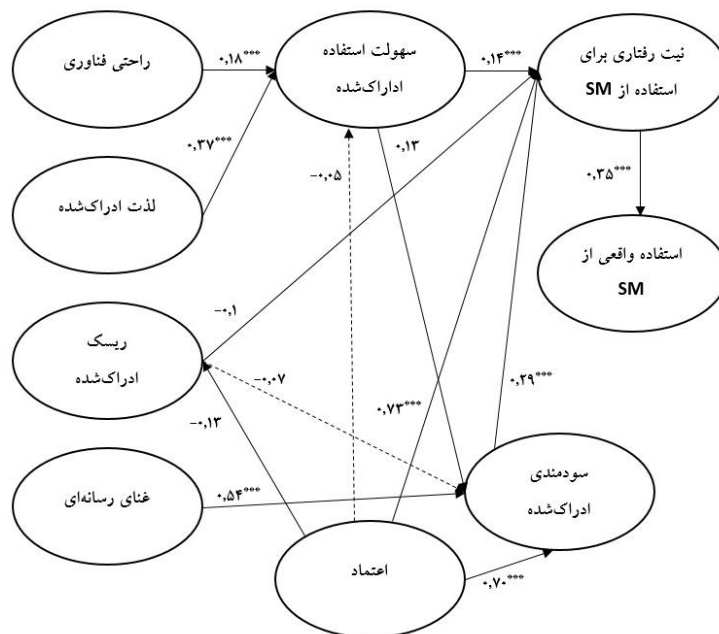 راحتی فناوری
۰,۱۸***
سهولت استفاده
اداراک‌شده
۰,۱۴***
نیت رفتاری برای
استفاده از SM
۰,۳۷***
−۰,۰۵
۰,۱۳
۰,۳۵***
لذت ادراک‌شده
استفاده واقعی از
SM
−۰,۱
ریسک
ادراک‌شده
−۰,۰۷
۰,۷۳***
۰,۲۹***
−۰,۱۳
غنای رسانه‌ای
۰,۵۴***
سودمندی
ادراک‌شده
اعتماد
۰,۷۰***